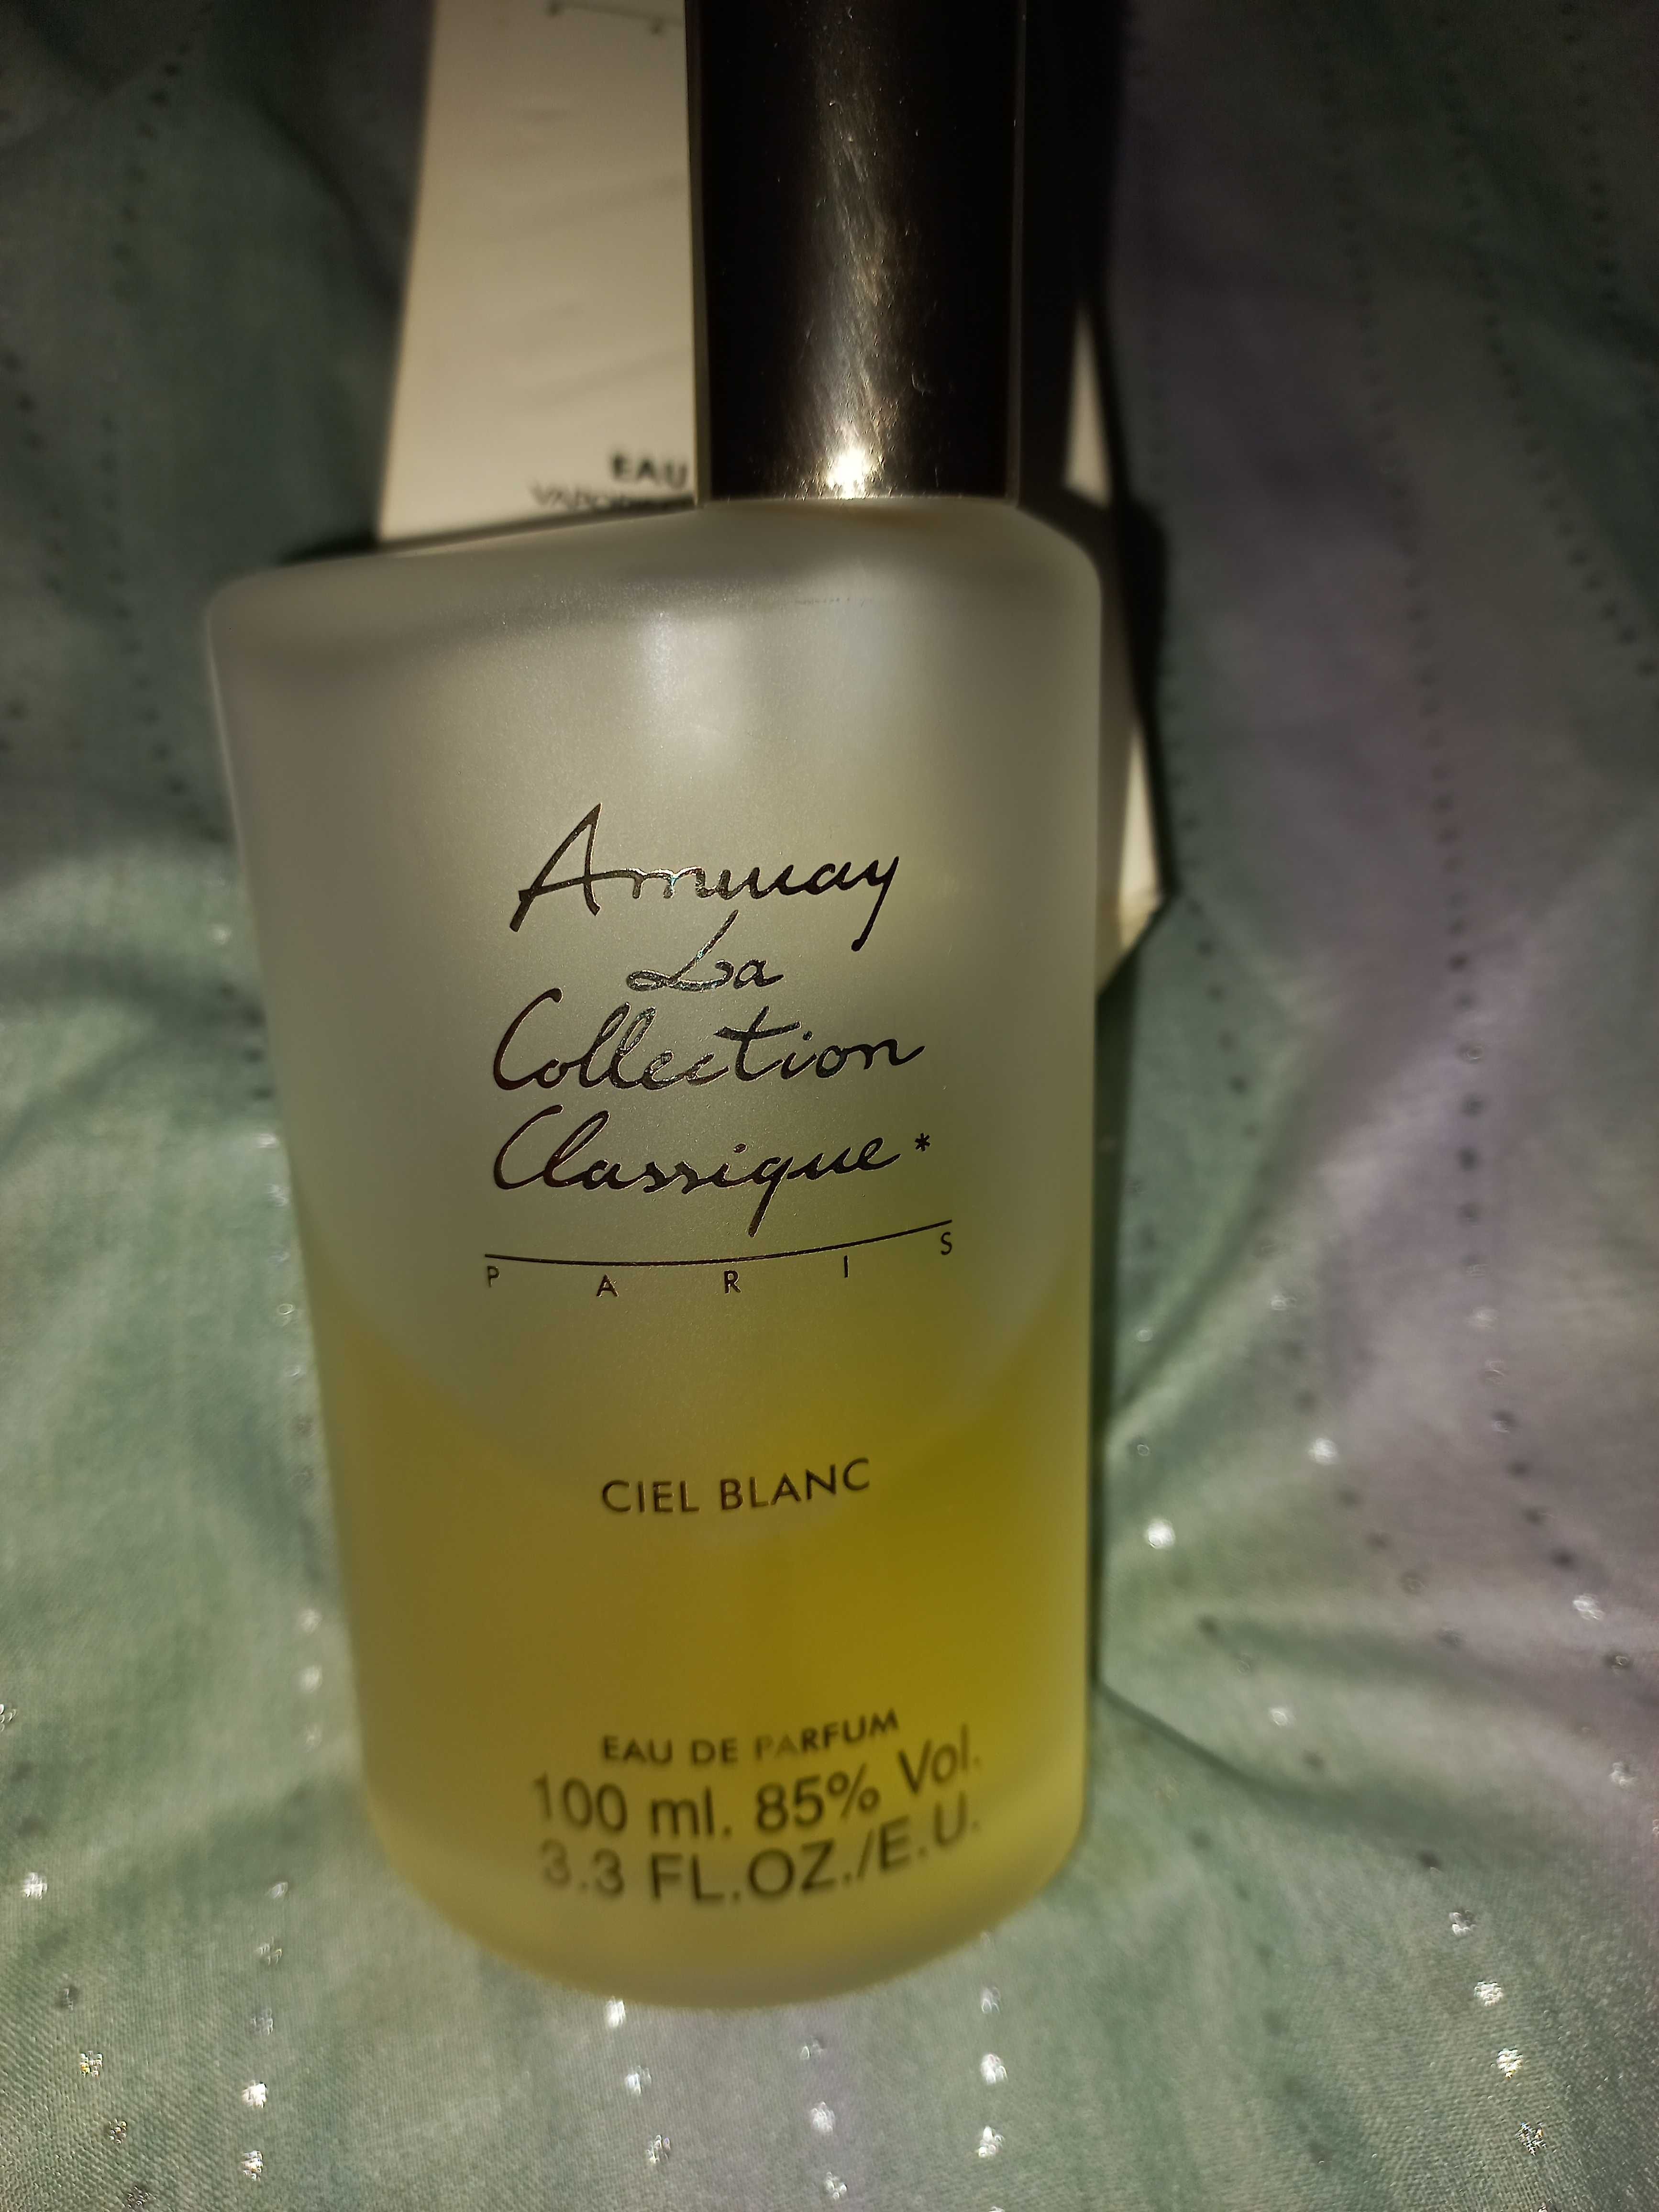 EAU
Amway
La
Collection
Classique*
PARIS
CIEL BLANC
EAU DE PARFUM
100 ml. 85% Vol.
3.3 FL.OZ./E.U.